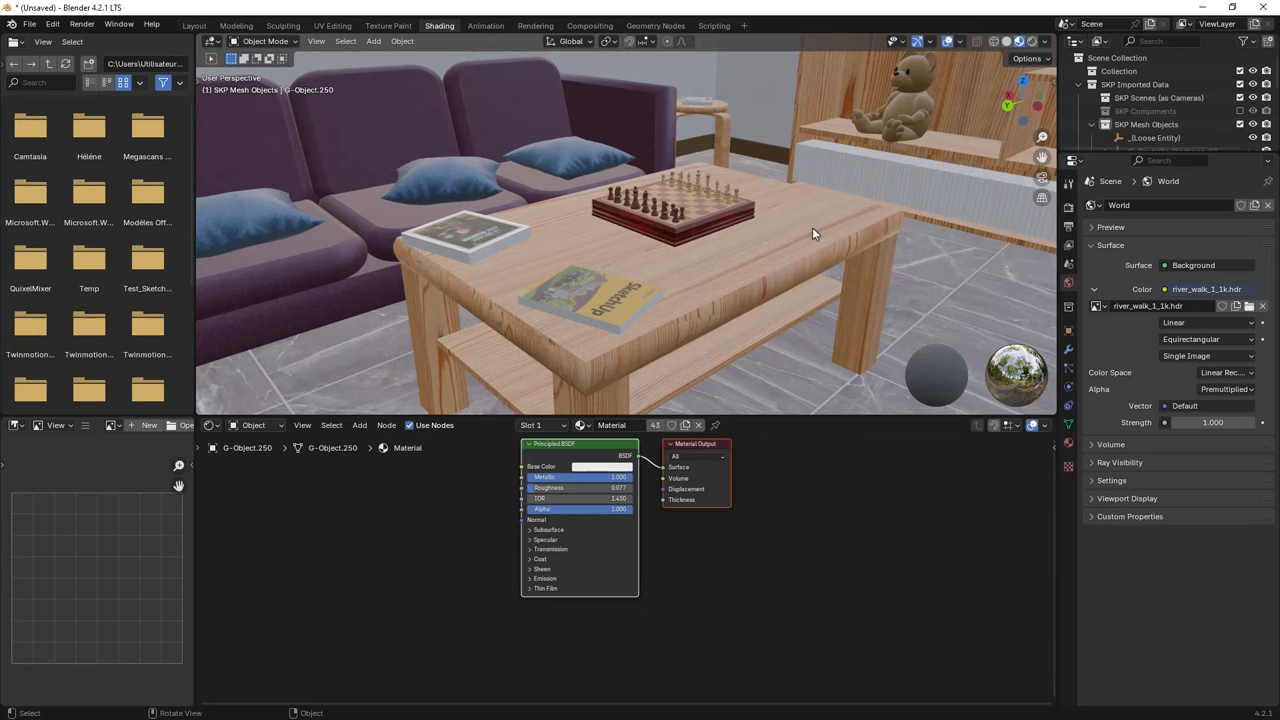 * (Unsaved) - Blender 4.2.1 LTS
File Edit Render Window Help
Layout Modeling Sculpting UV Editing Texture Paint Shading Animation Rendering Compositing Geometry Nodes Scripting +
Scene
ViewLayer
View Select
Object Mode View Select Add Object
Global
Search
C:\Users\Utilisateur...
Search
Camtasia
Héléne
Megascans ...
Microsoft.W...
Microsoft.W...
Modèles Off...
QuixelMixer
Temp
Test_Sketch...
Twinmotion...
Twinmotion...
Twinmotion...
User Perspective
(1) SKP Mesh Objects | G-Object.250
Options
Z
X
Y
SketchUp
Scene Collection
Collection
SKP Imported Data
SKP Scenes (as Cameras)
SKP Components
SKP Mesh Objects
_(Loose Entity)
Search
Scene
World
World
Preview
Surface
Surface
Background
Color
river_walk_1_1k.hdr
river_walk_1_1k.hdr
Linear
Equirectangular
Single Image
Color Space
Linear Rec....
Alpha
Premultiplied
Vector
Default
Strength
1.000
Volume
Ray Visibility
Settings
Viewport Display
Custom Properties
View
New
Ope
Object View Select Add Node Use Nodes
Slot 1
Material
43
G-Object.250
G-Object.250
Material
Principled BSDF
BSDF
Base Color
Metallic 1.000
Roughness 0.077
IOR 1.450
Alpha 1.000
Normal
Subsurface
Specular
Transmission
Coat
Sheen
Emission
Thin Film
Material Output
All
Surface
Volume
Displacement
Thickness
Select
Rotate View
Object
4.2.1